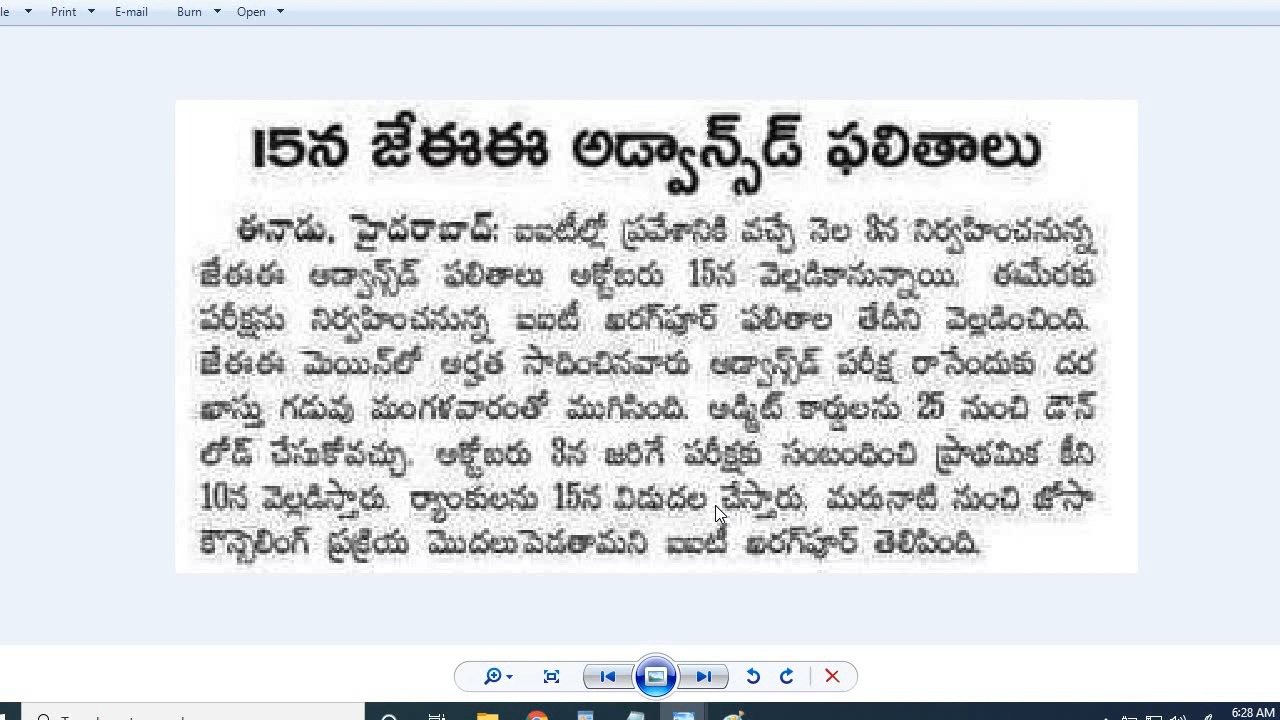 le Print E-mail Burn Open
15న జేఈఈ అడ్వాన్స్‌డ్ ఫలితాలు
ఈనాడు, హైదరాబాద్: ఐఐటీల్లో ప్రవేశానికి వచ్చే నెల 3న నిర్వహించనున్న
జేఈఈ అడ్వాన్స్‌డ్ ఫలితాలు అక్టోబరు 15న వెల్లడికానున్నాయి. ఈమేరకు
పరీక్షను నిర్వహించనున్న ఐఐటీ ఖరగ్‌పూర్ ఫలితాల తేదీని వెల్లడించింది.
జేఈఈ మెయిన్‌లో అర్హత సాధించినవారు అడ్వాన్స్‌డ్ పరీక్ష రాసేందుకు దర
ఖాస్తు గడువు మంగళవారంతో ముగిసింది. అడ్మిట్ కార్డులను 25 నుంచి డౌన్
లోడ్ చేసుకోవచ్చు. అక్టోబరు 3న జరిగే పరీక్షకు సంబంధించి ప్రాథమిక కీని
10న వెల్లడిస్తారు. ర్యాంకులను 15న విడుదల చేస్తారు. మరునాటి నుంచి జోసా
కౌన్సెలింగ్ ప్రక్రియ మొదలుపెడతామని ఐఐటీ ఖరగ్‌పూర్ తెలిపింది.
6:28 AM